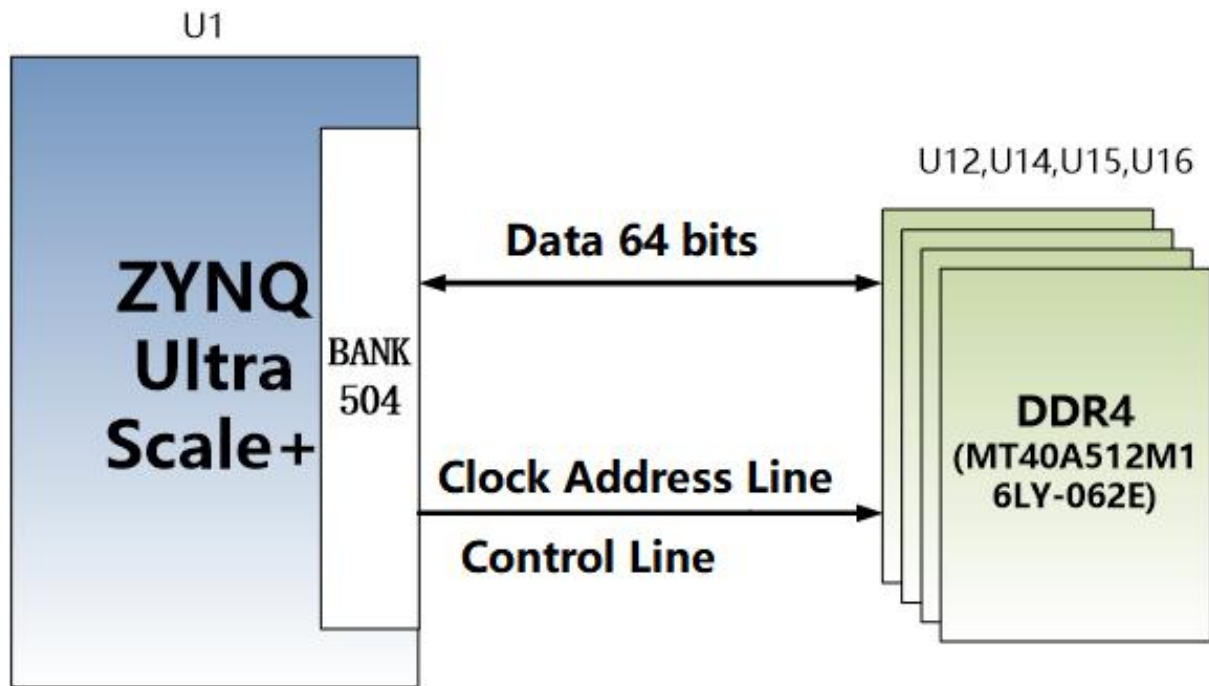 U1
ZYNQ
Ultra
Scale+
BANK
504
Data 64 bits
Clock Address Line
Control Line
U12,U14,U15,U16
DDR4
(MT40A512M1
6LY-062E)